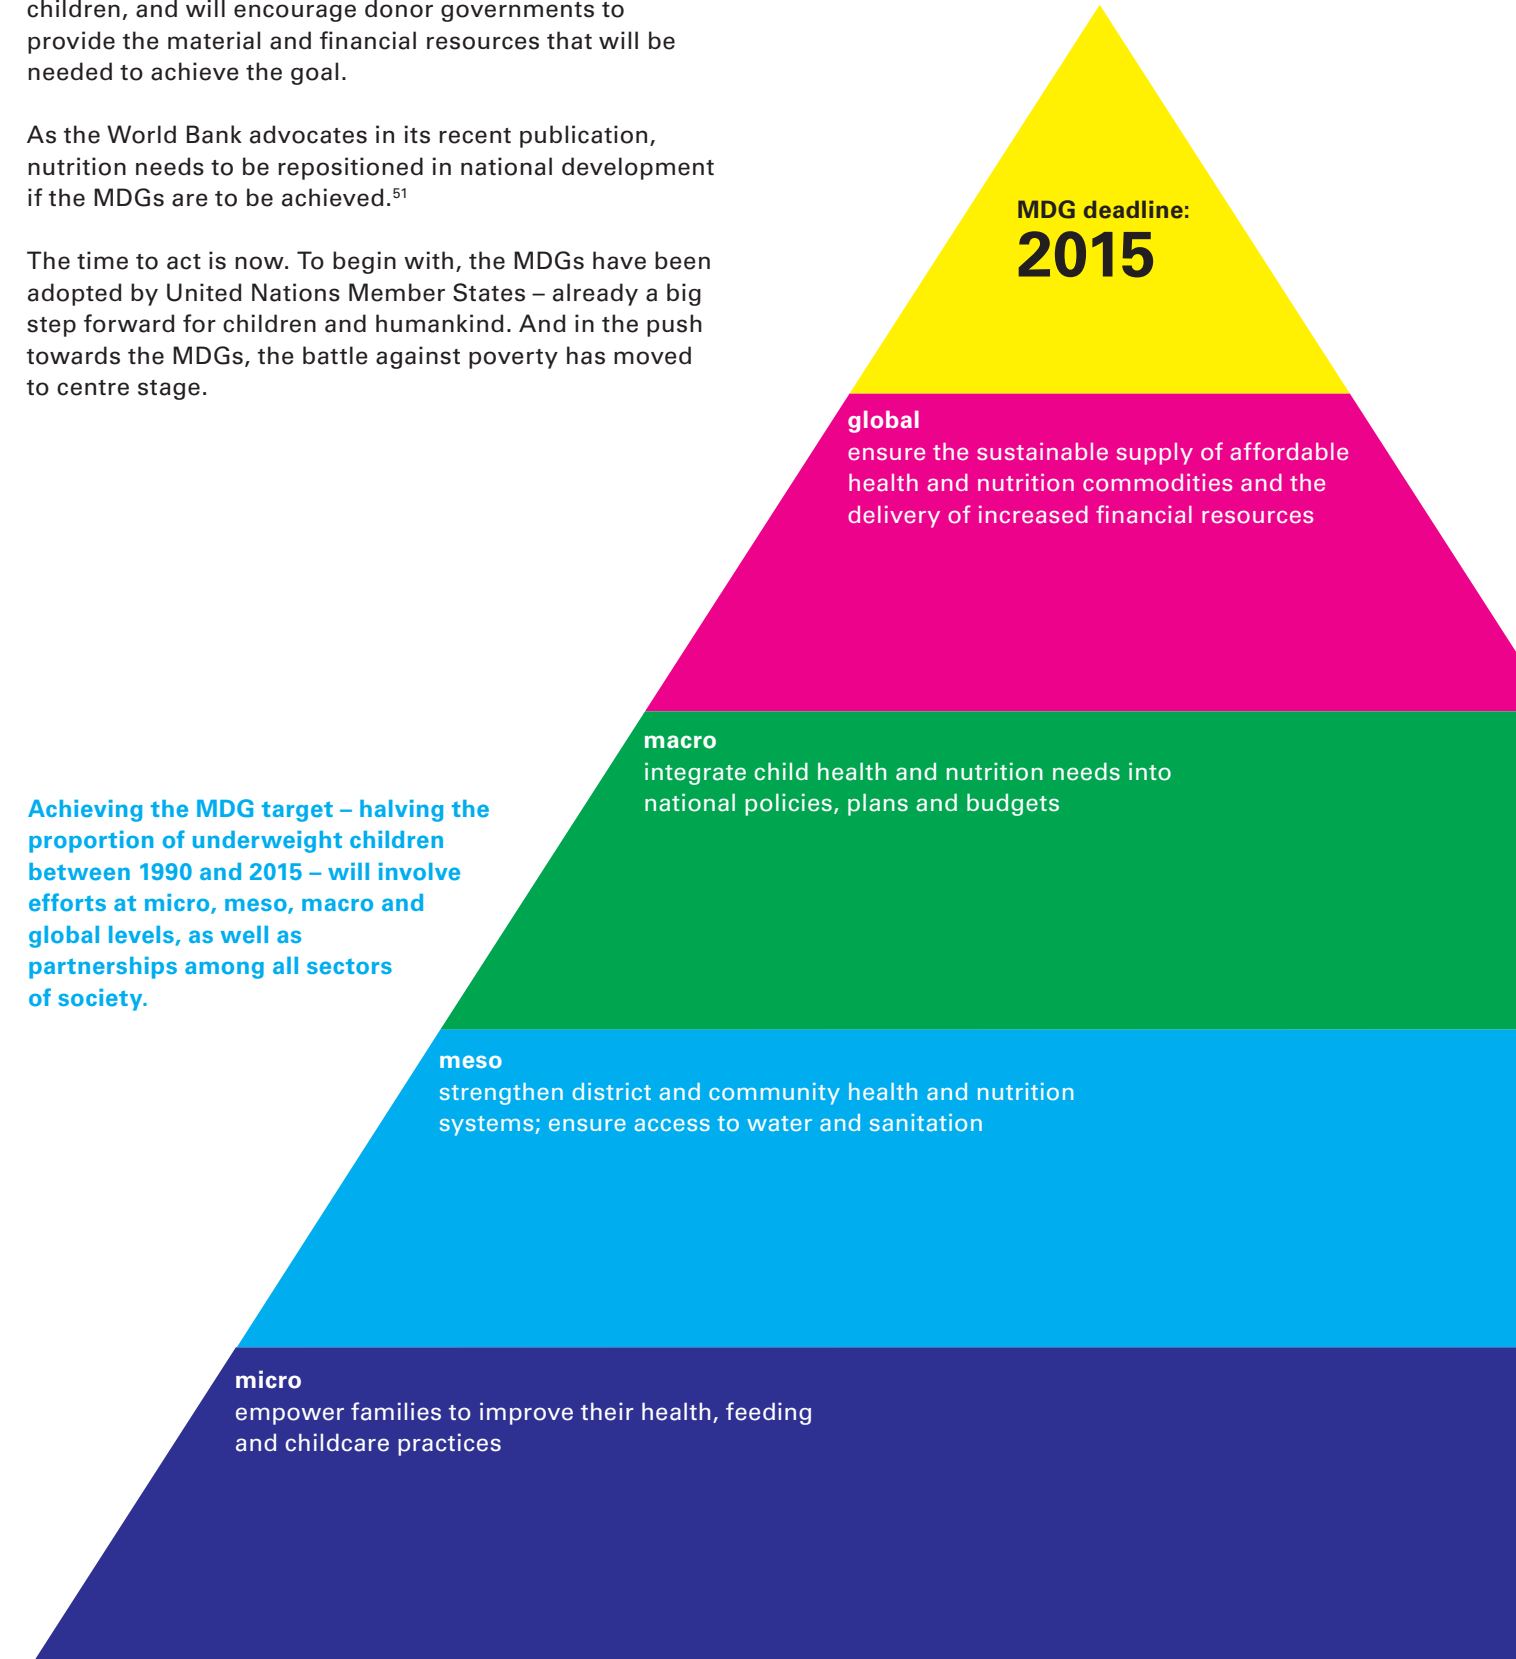 children, and will encourage donor governments to
provide the material and financial resources that will be
needed to achieve the goal.
As the World Bank advocates in its recent publication,
nutrition needs to be repositioned in national development
if the MDGs are to be achieved.51
The time to act is now. To begin with, the MDGs have been
adopted by United Nations Member States – already a big
step forward for children and humankind. And in the push
towards the MDGs, the battle against poverty has moved
to centre stage.
MDG deadline:
2015
global
ensure the sustainable supply of affordable
health and nutrition commodities and the
delivery of increased financial resources
macro
integrate child health and nutrition needs into
national policies, plans and budgets
Achieving the MDG target – halving the
proportion of underweight children
between 1990 and 2015 – will involve
efforts at micro, meso, macro and
global levels, as well as
partnerships among all sectors
of society.
meso
strengthen district and community health and nutrition
systems; ensure access to water and sanitation
micro
empower families to improve their health, feeding
and childcare practices